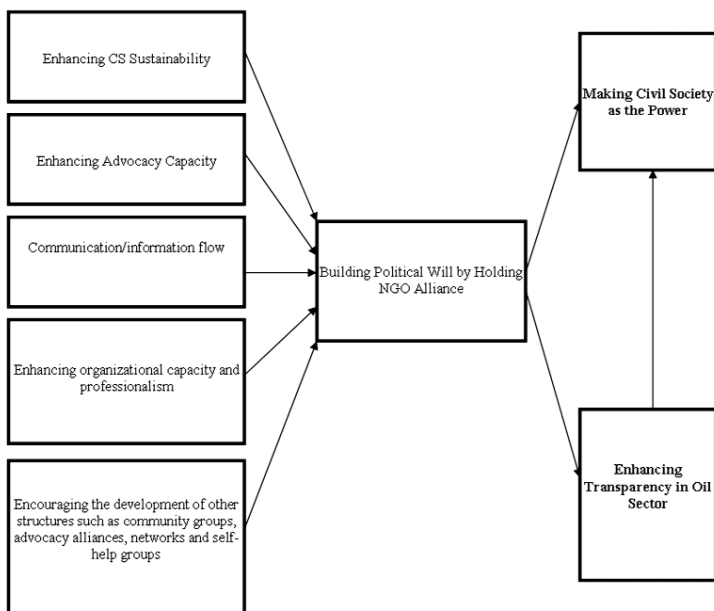 Enhancing CS Sustainability
Enhancing Advocacy Capacity
Communication/information flow
Enhancing organizational capacity and
professionalism
Encouraging the development of other
structures such as community groups,
advocacy alliances, networks and self-
help groups
Building Political Will by Holding
NGO Alliance
Making Civil Society
as the Power
Enhancing
Transparency in Oil
Sector